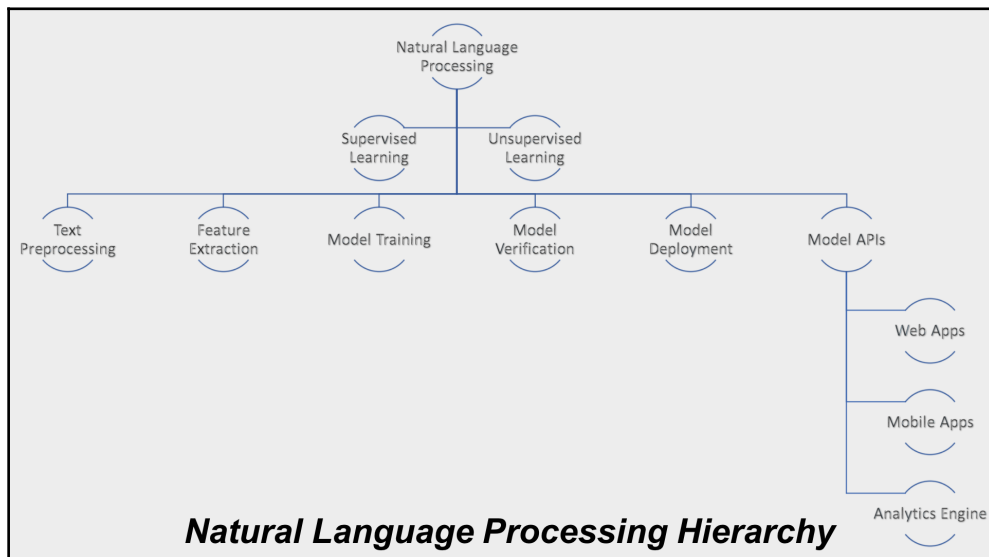 Natural Language
Processing
Supervised
Learning
Unsupervised
Learning
Text
Preprocessing
Feature
Extraction
Model Training
Model
Verification
Model
Deployment
Model APIs
Web Apps
Mobile Apps
Analytics Engine
Natural Language Processing Hierarchy